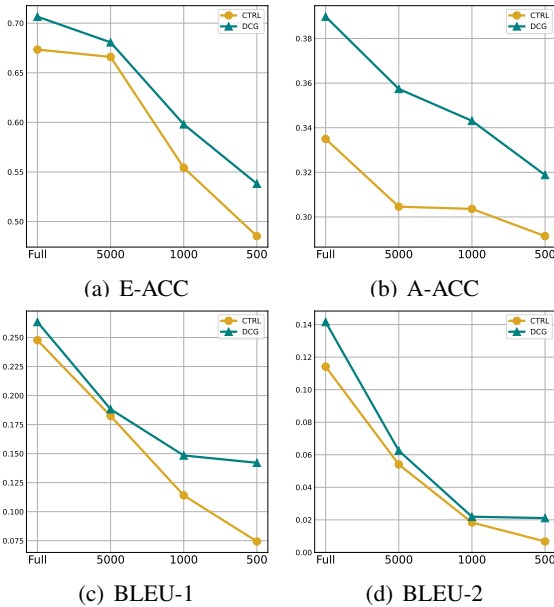 CTRL
DCG
0.70
0.65
0.60
0.55
0.50
Full 5000 1000 500
(a) E-ACC
CTRL
DCG
0.38
0.36
0.34
0.32
0.30
Full 5000 1000 500
(b) A-ACC
CTRL
DCG
0.250
0.225
0.200
0.175
0.150
0.125
0.100
0.075
Full 5000 1000 500
(c) BLEU-1
CTRL
DCG
0.14
0.12
0.10
0.08
0.06
0.04
0.02
0.00
Full 5000 1000 500
(d) BLEU-2